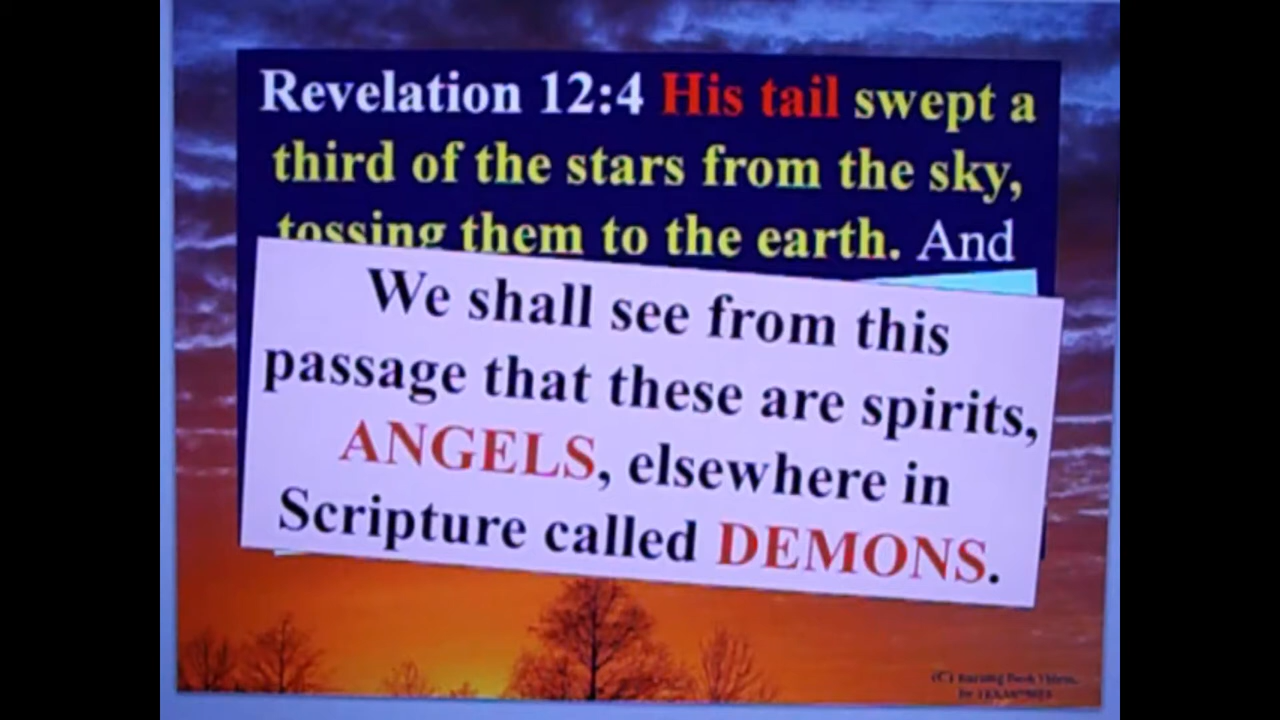 Revelation 12:4 His tail swept a
third of the stars from the sky,
tossing them to the earth. And
We shall see from this
passage that these are spirits,
ANGELS, elsewhere in
Scripture called DEMONS.